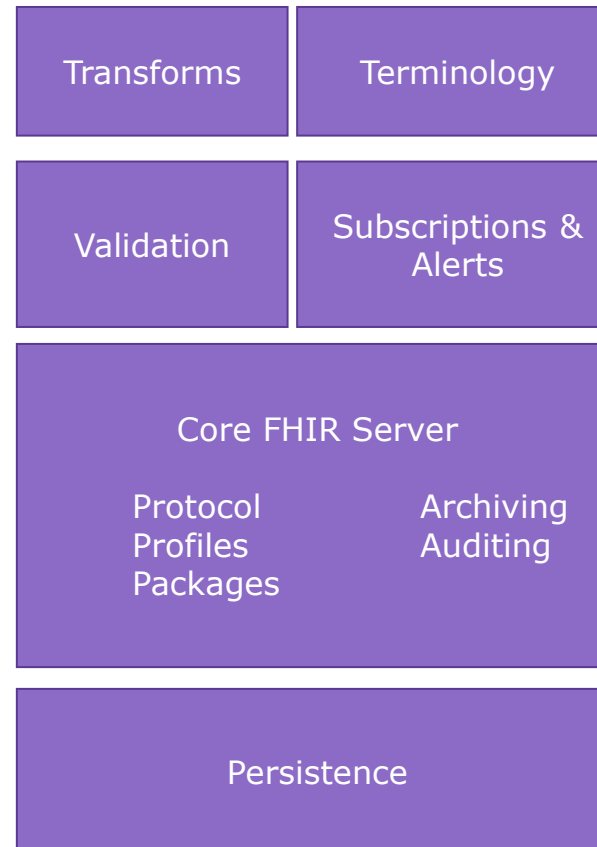 Transforms
Terminology
Validation
Subscriptions &
Alerts
Core FHIR Server
Protocol
Profiles
Packages
Archiving
Auditing
Persistence